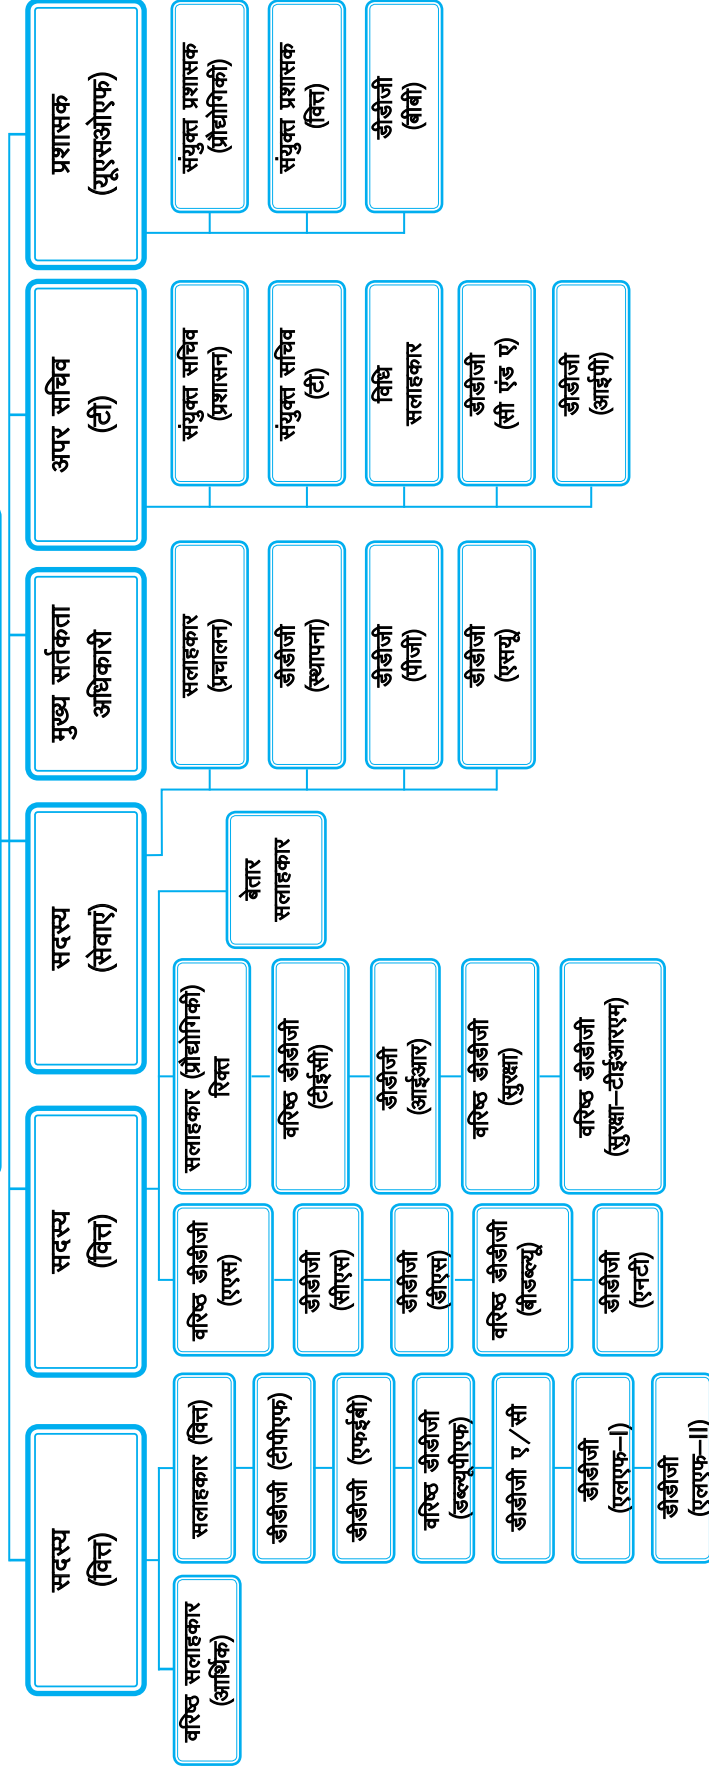 सदस्य
(वित्त)
वरिष्ठ सलाहकार
(आर्थिक)
सलाहकार (वित्त)
डीडीजी (टीपीएफ)
डीडीजी (एफईबी)
वरिष्ठ डीडीजी
(डब्ल्यूपीएफ)
डीडीजी ए/सी
डीडीजी
(एलएफ–I)
डीडीजी
(एलएफ–II)
सदस्य
(वित्त)
वरिष्ठ डीडीजी
(एएस)
डीडीजी
(सीएस)
डीडीजी
(डीएस)
वरिष्ठ डीडीजी
(बीडब्ल्यू)
डीडीजी
(एनटी)
सलाहकार (प्रौद्योगिकी)
रिक्त
वरिष्ठ डीडीजी
(टीईसी)
डीडीजी
(आईआर)
वरिष्ठ डीडीजी
(सुरक्षा)
वरिष्ठ डीडीजी
(सुरक्षा–टीईआरएम)
बेतार
सलाहकार
सदस्य
(सेवाएं)
सलाहकार
(प्रचालन)
डीडीजी
(स्थापना)
डीडीजी
(पीजी)
डीडीजी
(एसयू)
मुख्य सर्तकता
अधिकारी
अपर सचिव
(टी)
संयुक्त सचिव
(प्रशासन)
संयुक्त सचिव
(टी)
विधि
सलाहकार
डीडीजी
(सी एंड ए)
डीडीजी
(आईपी)
प्रशासक
(यूएसओएफ)
संयुक्त प्रशासक
(प्रौद्योगिकी)
संयुक्त प्रशासक
(वित्त)
डीडीजी
(बीबी)